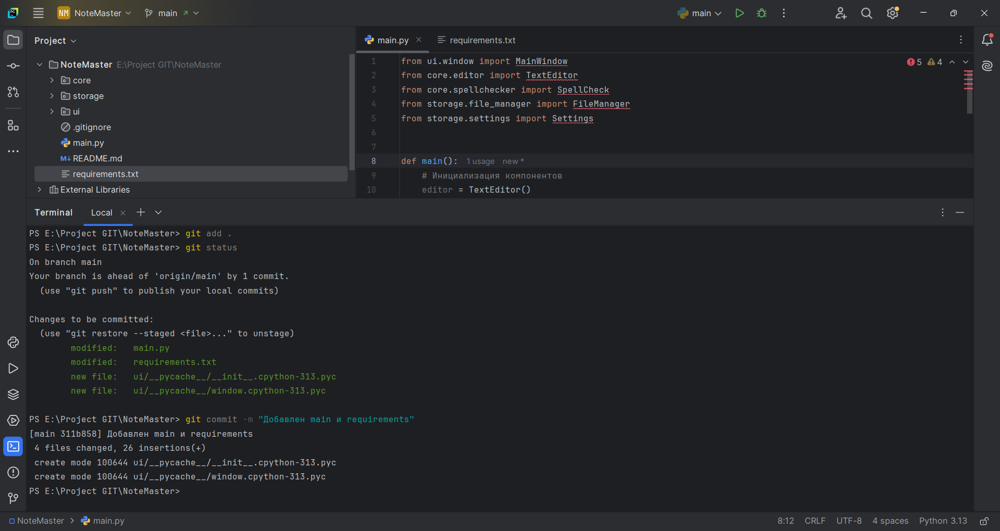 NM NoteMaster main main
Project
main.py requirements.txt
NoteMaster E:\Project GIT\NoteMaster
core
storage
ui
.gitignore
main.py
M↓ README.md
requirements.txt
External Libraries
1 from ui.window import MainWindow 5 4
2 from core.editor import TextEditor
3 from core.spellchecker import SpellCheck
4 from storage.file_manager import FileManager
5 from storage.settings import Settings
6
7
8 def main(): 1 usage new *
9 # Инициализация компонентов
10 editor = TextEditor()
Terminal Local
PS E:\Project GIT\NoteMaster> git add .
PS E:\Project GIT\NoteMaster> git status
On branch main
Your branch is ahead of 'origin/main' by 1 commit.
(use "git push" to publish your local commits)
Changes to be committed:
(use "git restore --staged <file>..." to unstage)
modified: main.py
modified: requirements.txt
new file: ui/__pycache__/__init__.cpython-313.pyc
new file: ui/__pycache__/window.cpython-313.pyc
PS E:\Project GIT\NoteMaster> git commit -m "Добавлен main и requirements"
[main 311b858] Добавлен main и requirements
4 files changed, 26 insertions(+)
create mode 100644 ui/__pycache__/__init__.cpython-313.pyc
create mode 100644 ui/__pycache__/window.cpython-313.pyc
PS E:\Project GIT\NoteMaster>
NoteMaster > main.py 8:12 CRLF UTF-8 4 spaces Python 3.13